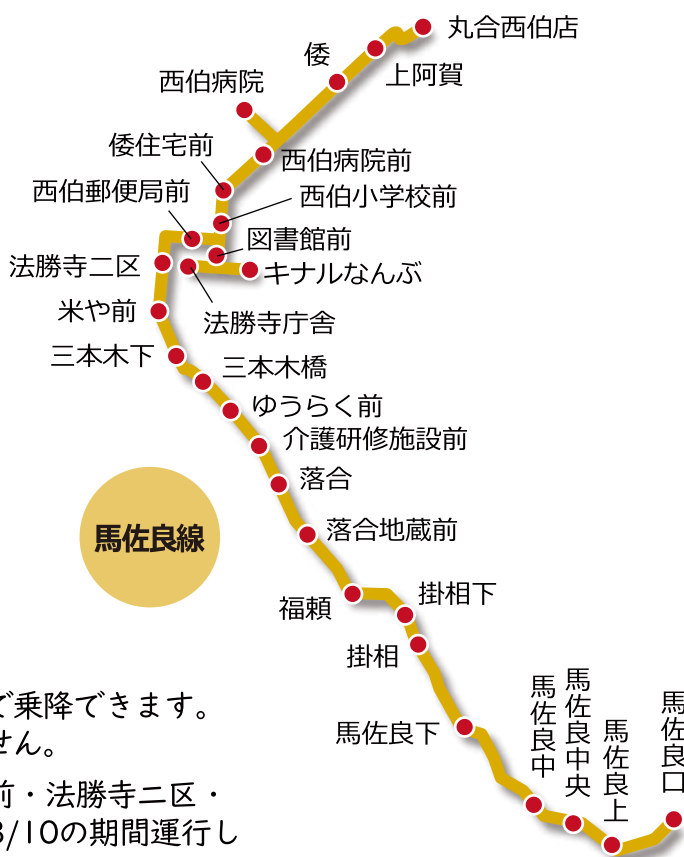 丸合西伯店
倭
上阿賀
西伯病院
倭住宅前
西伯病院前
西伯郵便局前
西伯小学校前
図書館前
法勝寺二区
キナルなんぶ
米や前
法勝寺庁舎
三本木下
三本木橋
ゆうらく前
介護研修施設前
落合
馬佐良線
落合地蔵前
福頼
掛相下
掛相
馬佐良下
馬佐良中
馬佐良中央
馬佐良上
馬佐良口
で乗降できます。
せん。
前・法勝寺二区・
3/10の期間運行し